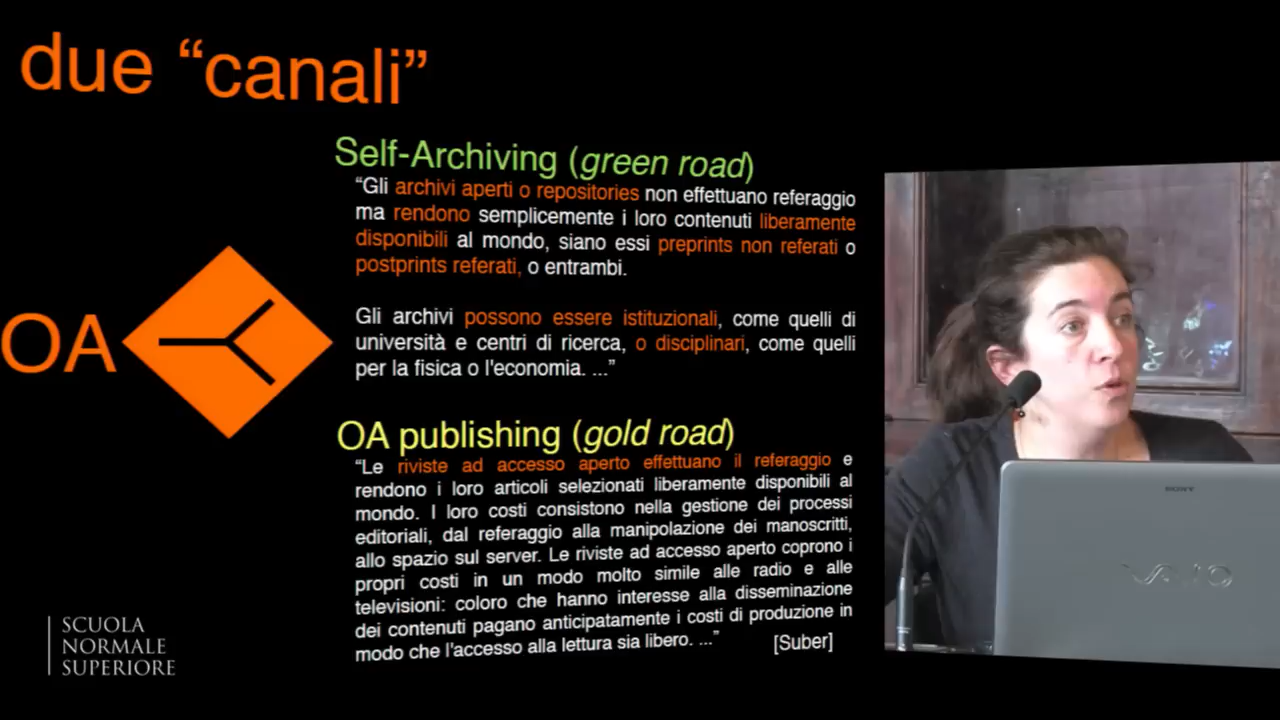 due “canali”
Self-Archiving (green road)
“Gli archivi aperti o repositories non effettuano referaggio
ma rendono semplicemente i loro contenuti liberamente
disponibili al mondo, siano essi preprints non referati o
postprints referati, o entrambi.
Gli archivi possono essere istituzionali, come quelli di
università e centri di ricerca, o disciplinari, come quelli
per la fisica o l'economia. ...”
OA
OA publishing (gold road)
“Le riviste ad accesso aperto effettuano il referaggio e
rendono i loro articoli selezionati liberamente disponibili al
mondo. I loro costi consistono nella gestione dei processi
editoriali, dal referaggio alla manipolazione dei manoscritti,
allo spazio sul server. Le riviste ad accesso aperto coprono i
propri costi in un modo molto simile alle radio e alle
televisioni: coloro che hanno interesse alla disseminazione
dei contenuti pagano anticipatamente i costi di produzione in
modo che l'accesso alla lettura sia libero. ...”
[Suber]
SCUOLA
NORMALE
SUPERIORE
SONY
VAIO